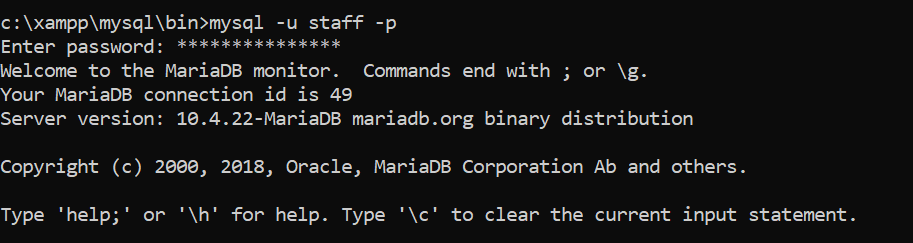 c:\xampp\mysql\bin>mysql -u staff -p
Enter password: ***************
Welcome to the MariaDB monitor.  Commands end with ; or \g.
Your MariaDB connection id is 49
Server version: 10.4.22-MariaDB mariadb.org binary distribution
Copyright (c) 2000, 2018, Oracle, MariaDB Corporation Ab and others.
Type 'help;' or '\h' for help. Type '\c' to clear the current input statement.